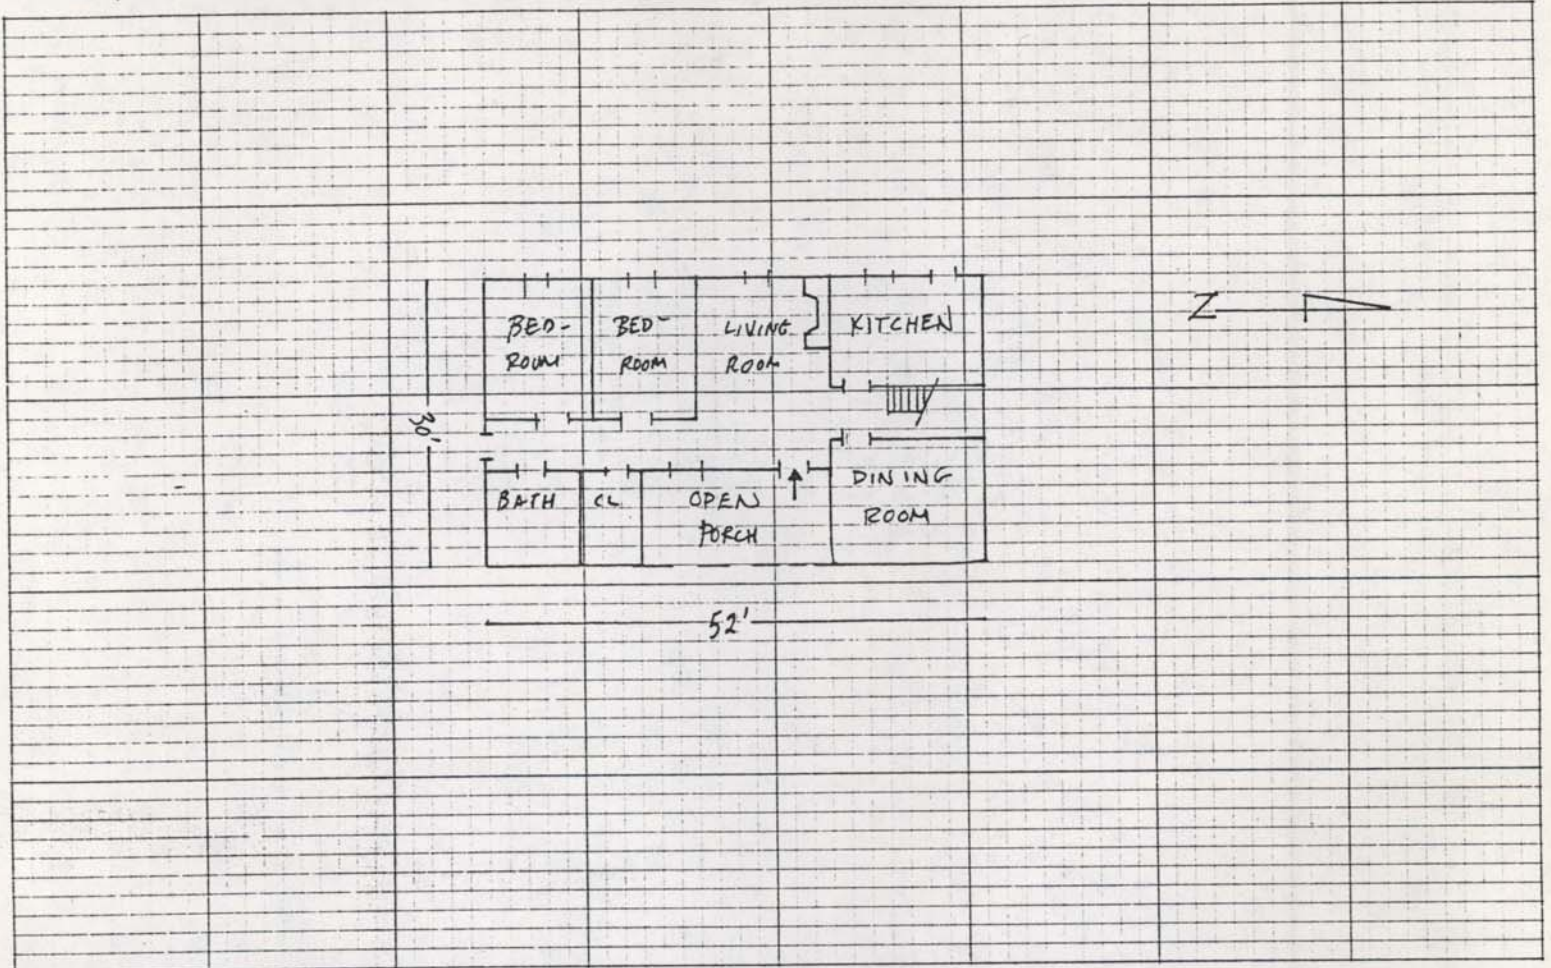 BED-
ROOM
BED-
ROOM
LIVING
ROOM
KITCHEN
30'
BATH
CL
OPEN
PORCH
DINING
ROOM
52'
N